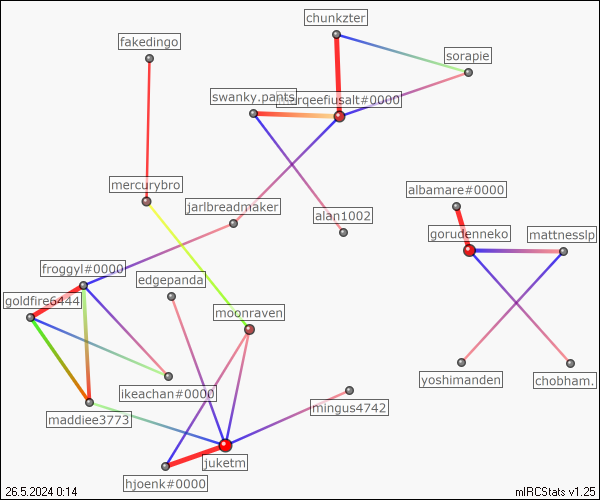 chunkzter
fakedingo
sorapie
swanky.pants
marqeefiusalt#0000
mercurybro
albamare#0000
jarlbreadmaker
alan1002
gorudenneko
mattnesslp
froggyl#0000
edgepanda
goldfire6444
moonraven
yoshimanden
chobham.
ikeachan#0000
mingus4742
maddiee3773
juketm
hjoenk#0000
26.5.2024 0:14
mIRCStats v1.25